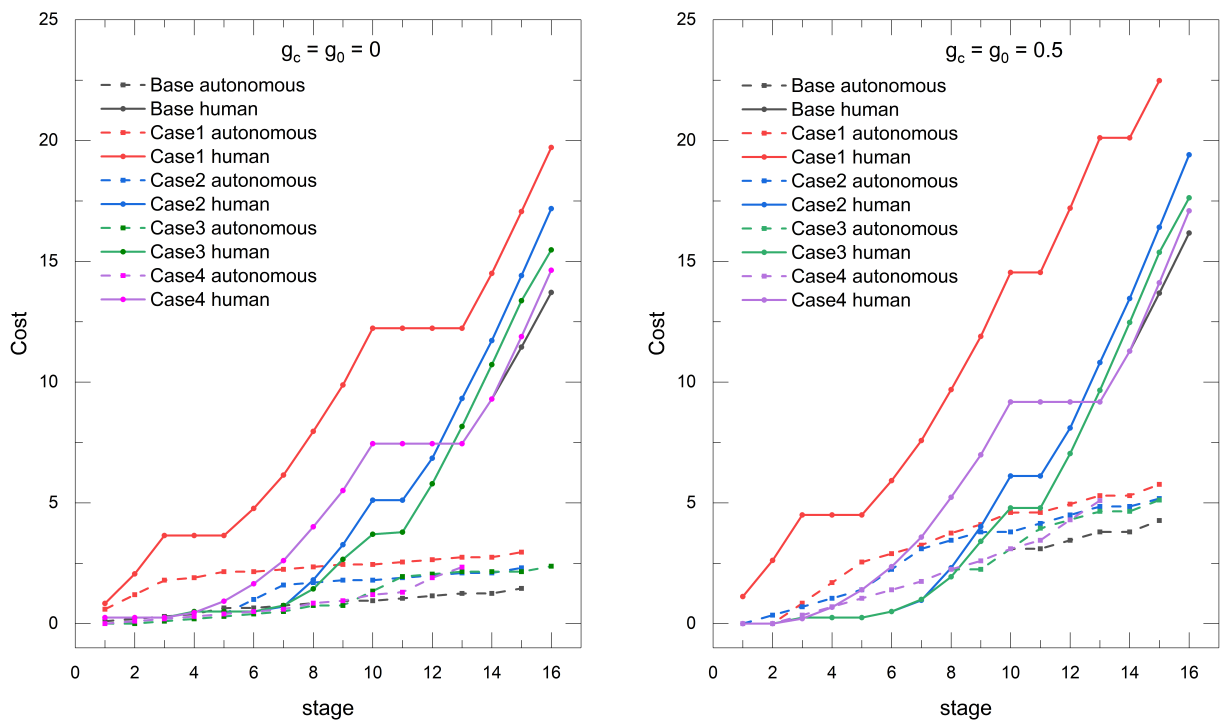 g_c = g_0 = 0
Base autonomous
Base human
Case1 autonomous
Case1 human
Case2 autonomous
Case2 human
Case3 autonomous
Case3 human
Case4 autonomous
Case4 human
25
20
15
10
5
0
Cost
0 2 4 6 8 10 12 14 16
stage
g_c = g_0 = 0.5
Base autonomous
Base human
Case1 autonomous
Case1 human
Case2 autonomous
Case2 human
Case3 autonomous
Case3 human
Case4 autonomous
Case4 human
25
20
15
10
5
0
Cost
0 2 4 6 8 10 12 14 16
stage